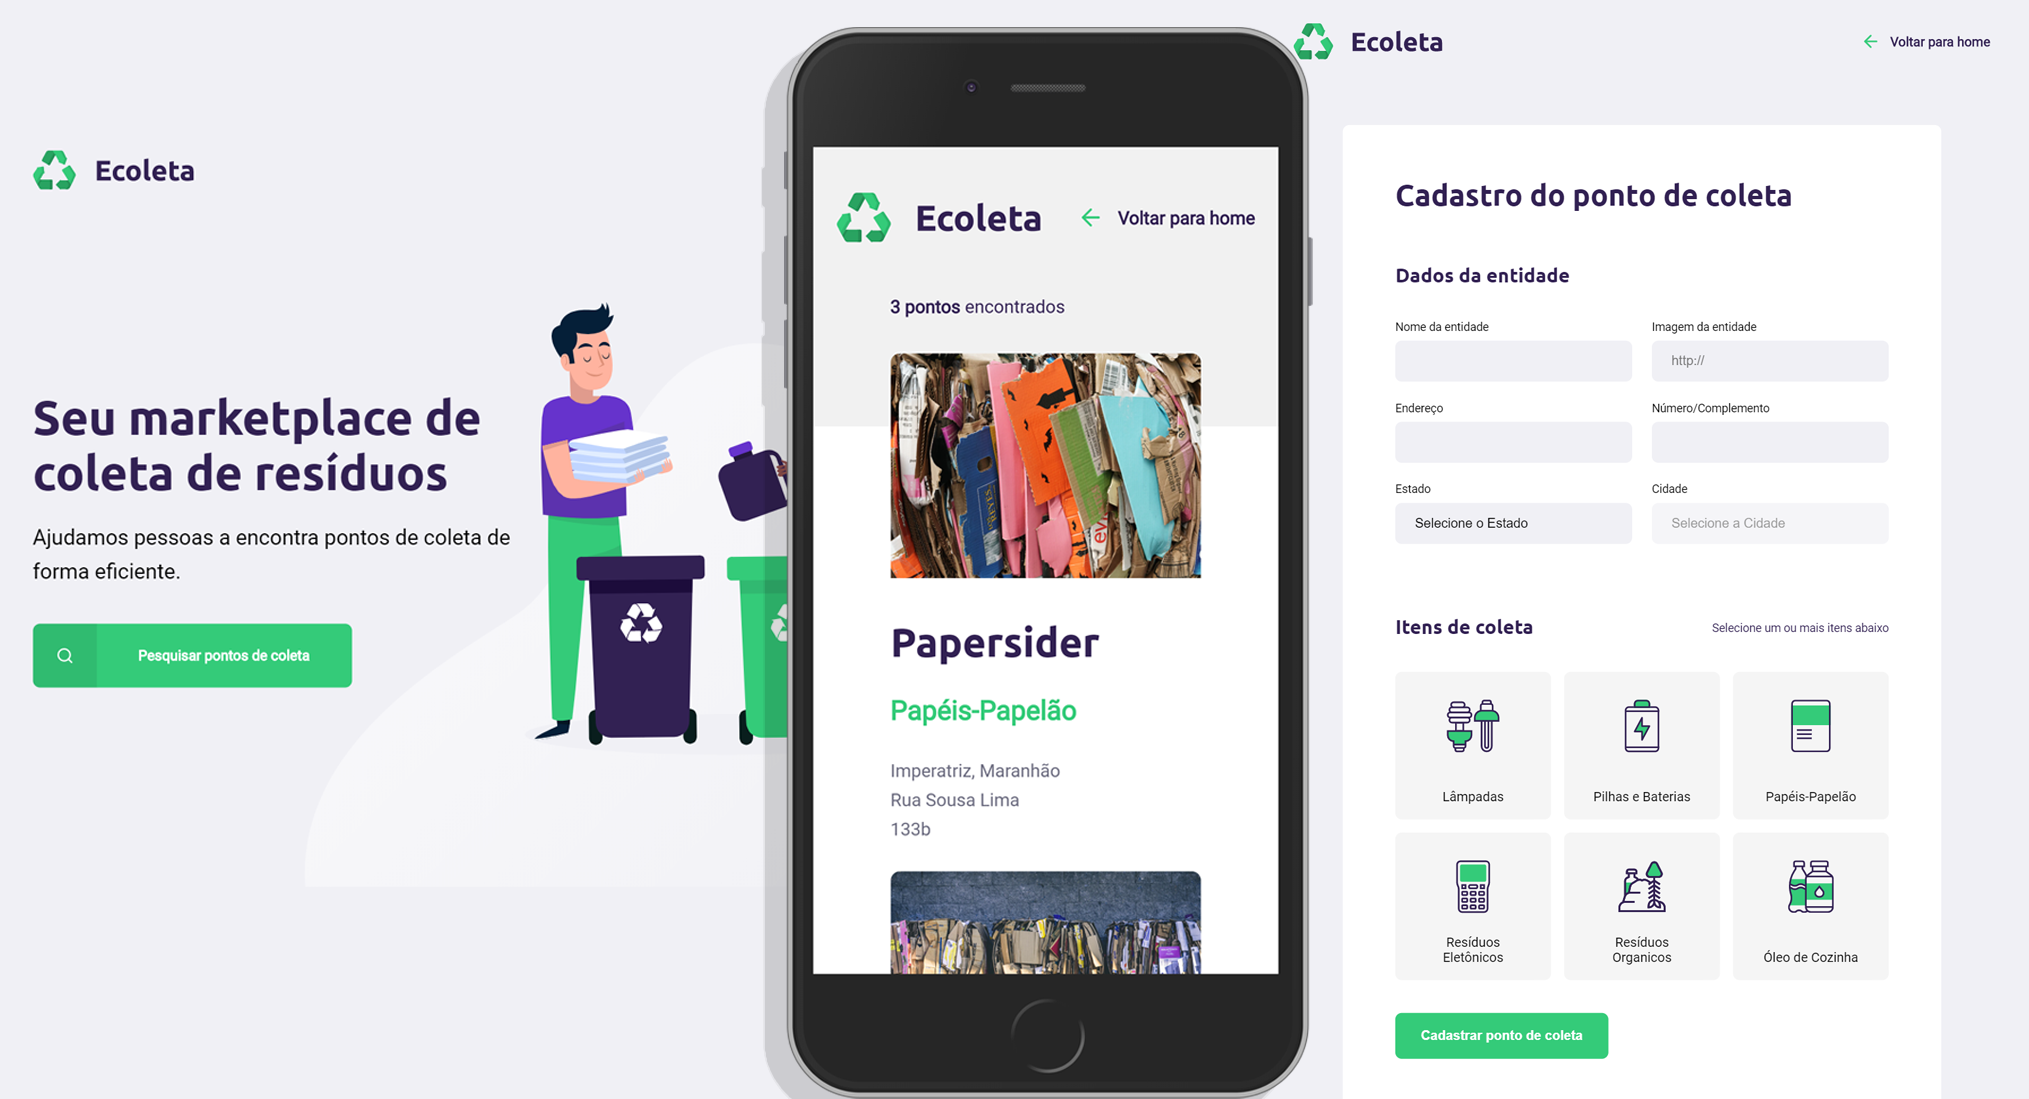 Ecoleta
Seu marketplace de
coleta de resíduos
Ajudamos pessoas a encontra pontos de coleta de
forma eficiente.
Pesquisar pontos de coleta
Ecoleta
Voltar para home
3 pontos encontrados
Papersider
Papéis-Papelão
Imperatriz, Maranhão
Rua Sousa Lima
133b
Ecoleta
Voltar para home
Cadastro do ponto de coleta
Dados da entidade
Nome da entidade
Imagem da entidade
http://
Endereço
Número/Complemento
Estado
Cidade
Selecione o Estado
Selecione a Cidade
Itens de coleta
Selecione um ou mais itens abaixo
Lâmpadas
Pilhas e Baterias
Papéis-Papelão
Resíduos
Eletônicos
Resíduos
Organicos
Óleo de Cozinha
Cadastrar ponto de coleta